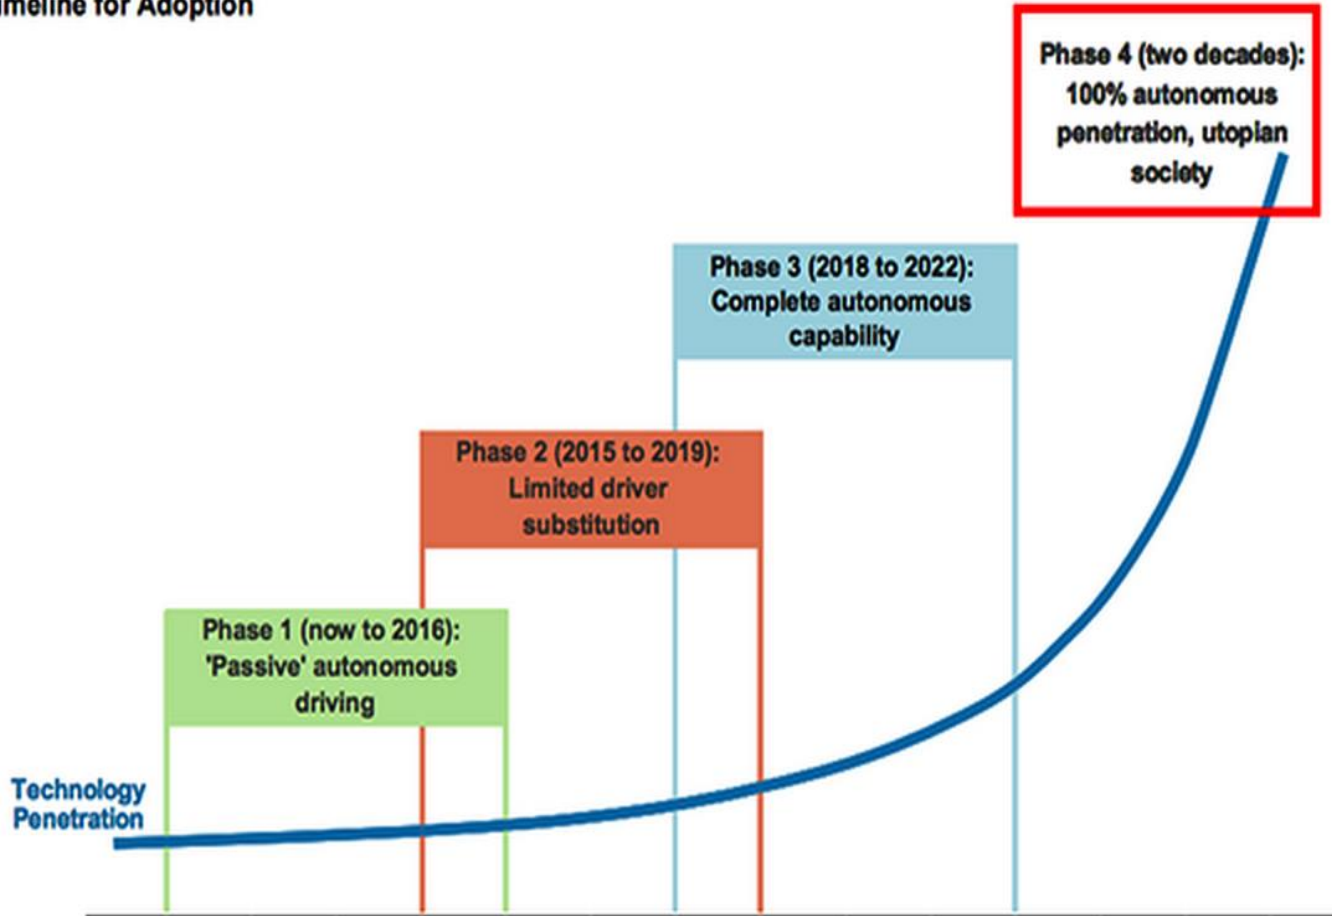 imeline for Adoption
Phase 4 (two decades):
100% autonomous
penetration, utopian
society
Phase 3 (2018 to 2022):
Complete autonomous
capability
Phase 2 (2015 to 2019):
Limited driver
substitution
Phase 1 (now to 2016):
'Passive' autonomous
driving
Technology
Penetration